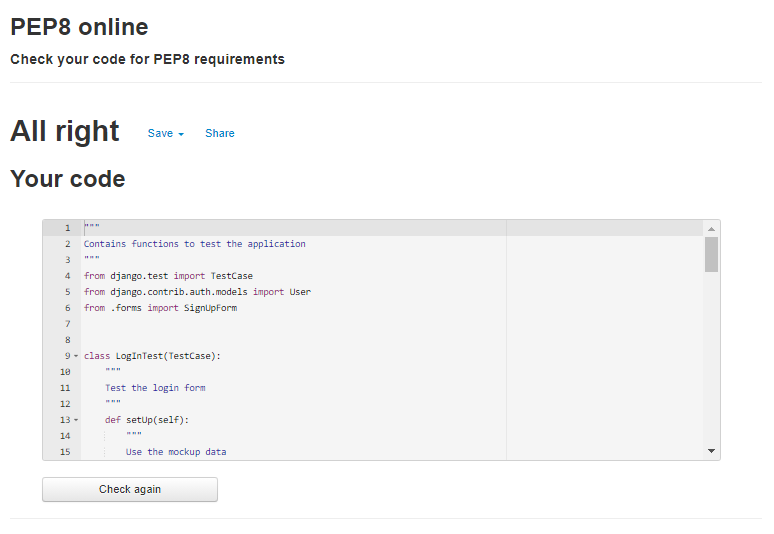 PEP8 online
Check your code for PEP8 requirements
All right Save Share
Your code
1 """
2 Contains functions to test the application
3 """
4 from django.test import TestCase
5 from django.contrib.auth.models import User
6 from .forms import SignUpForm
7
8
9 class LogInTest(TestCase):
10 """
11 Test the login form
12 """
13 def setUp(self):
14 """
15 Use the mockup data
Check again